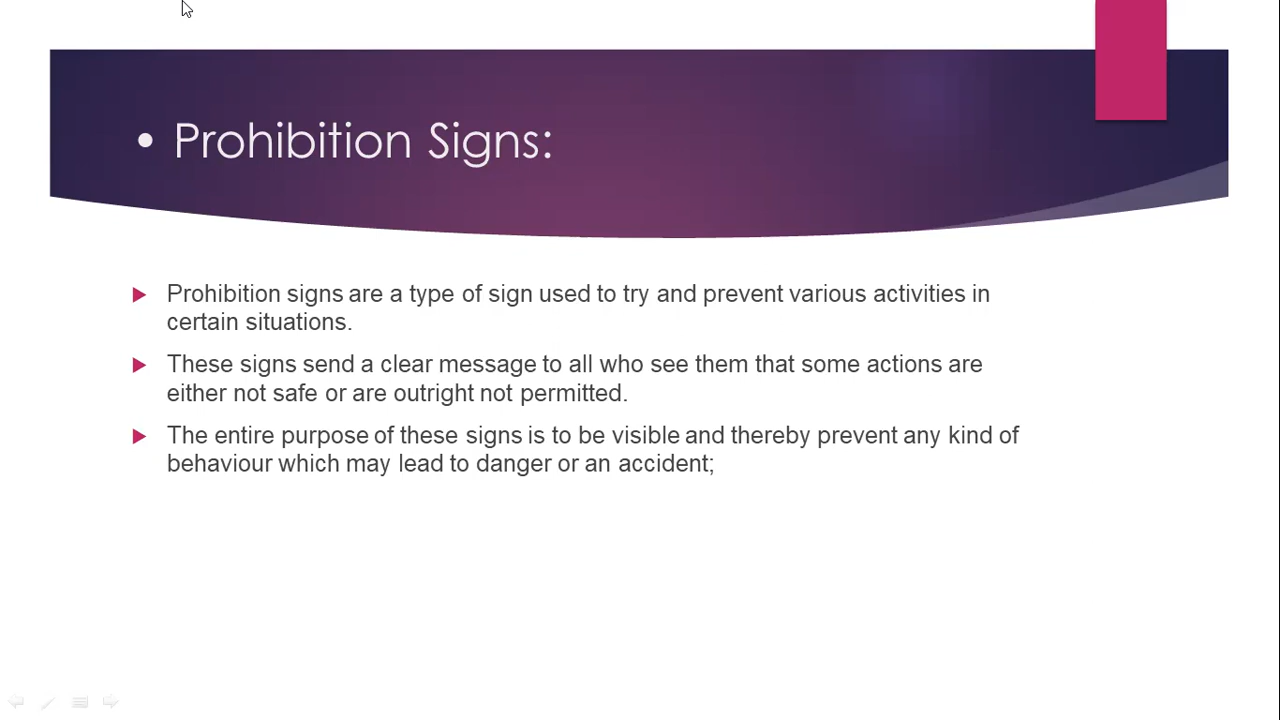 • Prohibition Signs:
Prohibition signs are a type of sign used to try and prevent various activities in
certain situations.
These signs send a clear message to all who see them that some actions are
either not safe or are outright not permitted.
The entire purpose of these signs is to be visible and thereby prevent any kind of
behaviour which may lead to danger or an accident;